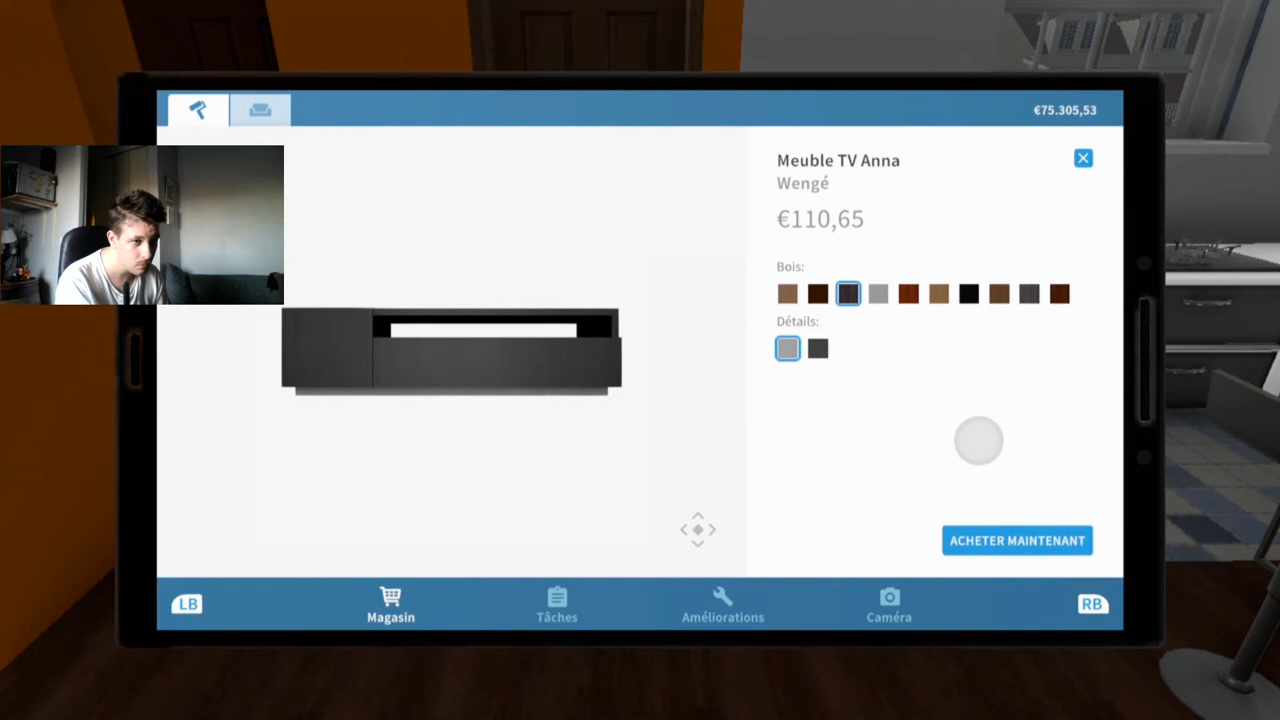 €75.305,53
Meuble TV Anna
Wengé
€110,65
Bois:
Détails:
ACHETER MAINTENANT
LB
Magasin
Tâches
Améliorations
Caméra
RB